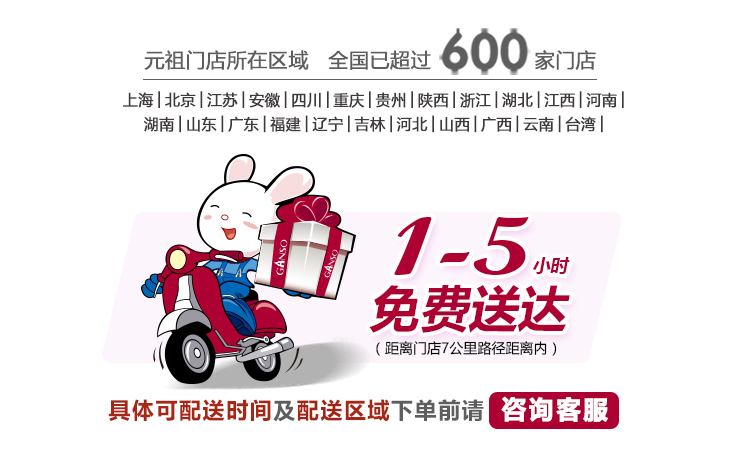 元祖门店所在区域 全国已超过600家门店
上海|北京|江苏|安徽|四川|重庆|贵州|陕西|浙江|湖北|江西|河南|
湖南|山东|广东|福建|辽宁|吉林|河北|山西|广西|云南|台湾|
GANSO
GANSO
1-5小时
免费送达
(距离门店7公里路径距离内)
具体可配送时间及配送区域下单前请 咨询客服